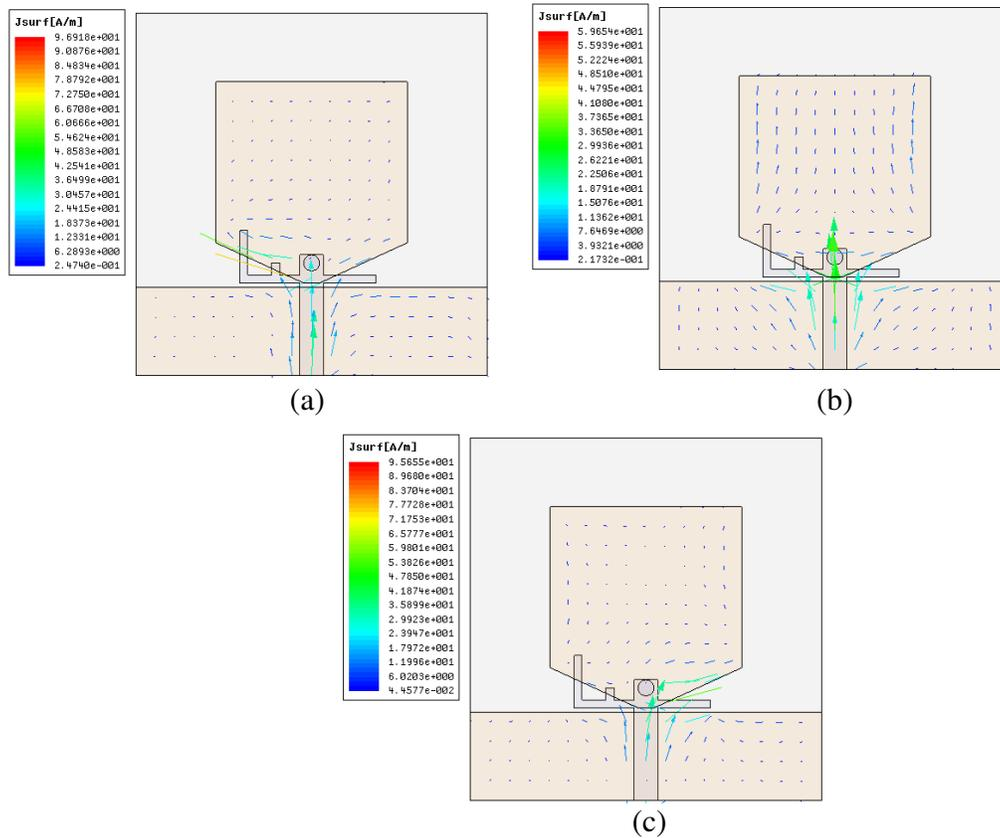 Jsurf[A/m]
9.6918e+001
9.0876e+001
8.4834e+001
7.8792e+001
7.2750e+001
6.6708e+001
6.0666e+001
5.4624e+001
4.8583e+001
4.2541e+001
3.6499e+001
3.0457e+001
2.4415e+001
1.8373e+001
1.2331e+001
6.2893e+000
2.4740e+001
(a)
Jsurf[A/m]
5.9654e+001
5.5939e+001
5.2224e+001
4.8510e+001
4.4795e+001
4.1080e+001
3.7365e+001
3.3650e+001
2.9936e+001
2.6221e+001
2.2506e+001
1.8791e+001
1.5076e+001
1.1362e+001
7.6469e+000
3.9321e+000
2.1732e-001
(b)
Jsurf[A/m]
9.5655e+001
8.9680e+001
8.3704e+001
7.7728e+001
7.1753e+001
6.5777e+001
5.9801e+001
5.3826e+001
4.7850e+001
4.1874e+001
3.5899e+001
2.9923e+001
2.3947e+001
1.7972e+001
1.1996e+001
6.0203e+000
4.4577e-002
(c)